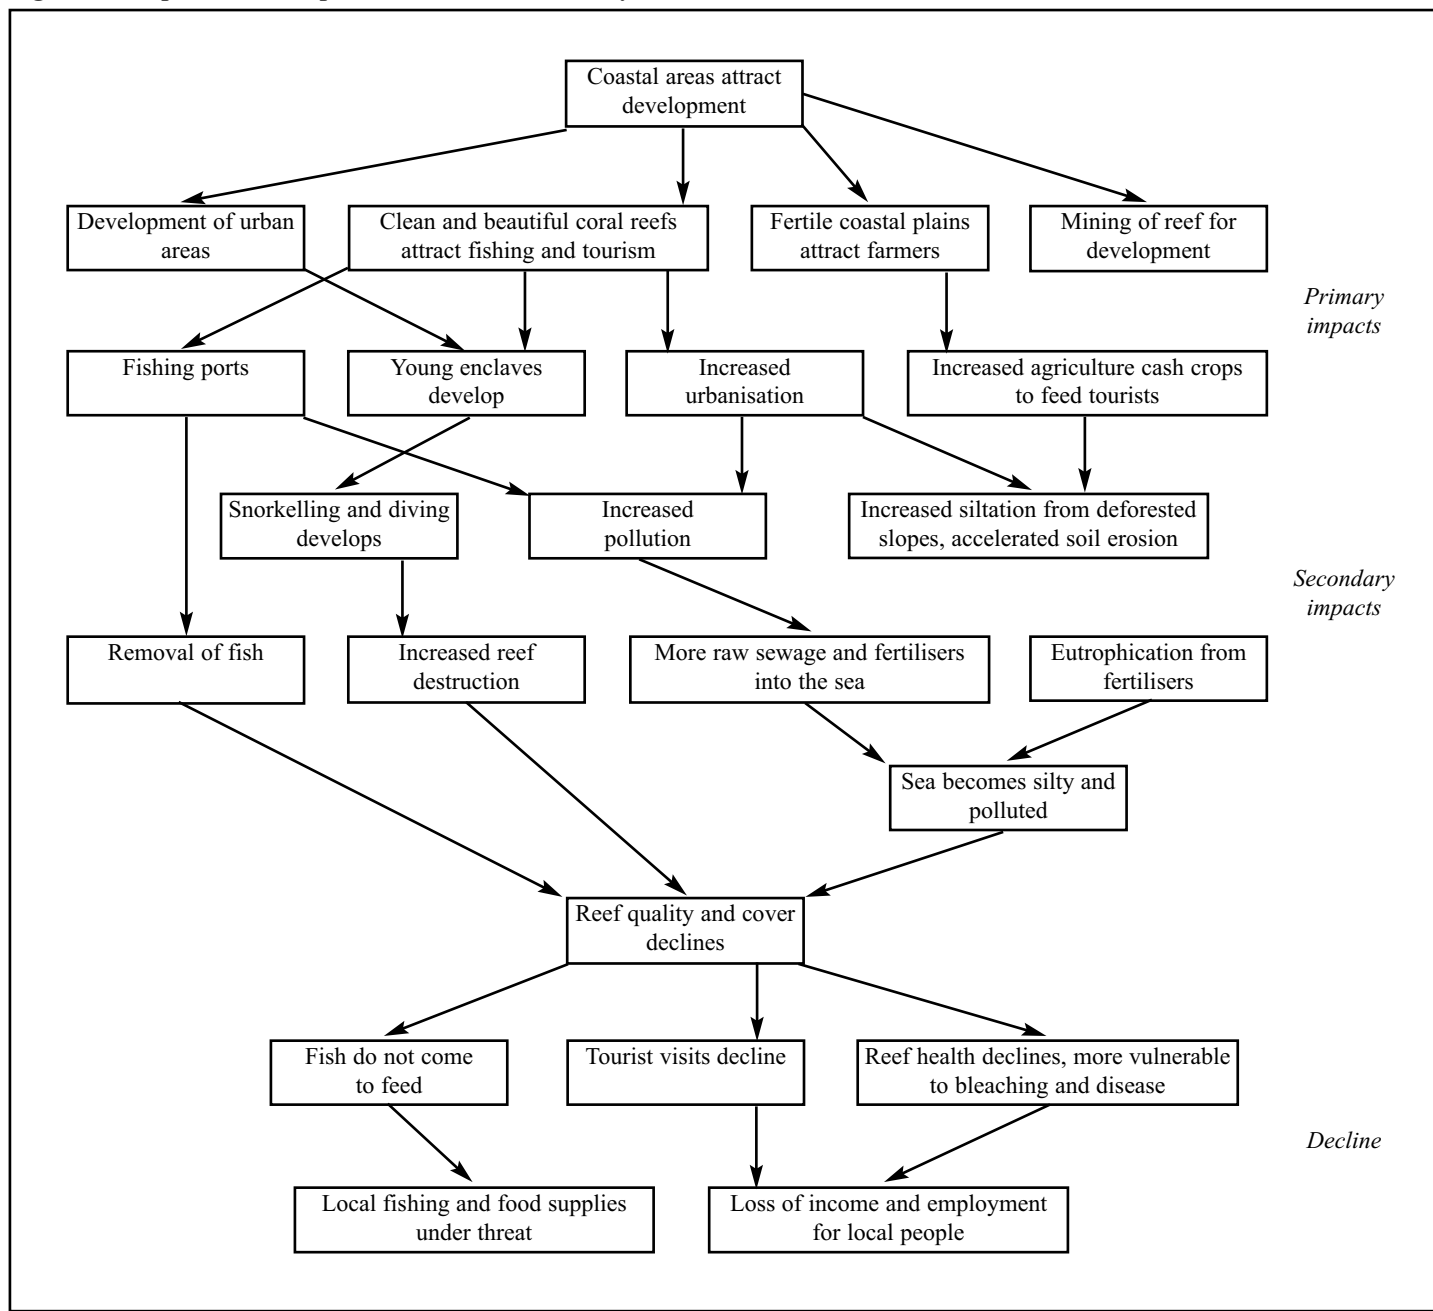 Coastal areas attract
development
Development of urban
areas
Clean and beautiful coral reefs
attract fishing and tourism
Fertile coastal plains
attract farmers
Mining of reef for
development
Primary
impacts
Fishing ports
Young enclaves
develop
Increased
urbanisation
Increased agriculture cash crops
to feed tourists
Snorkelling and diving
develops
Increased
pollution
Increased siltation from deforested
slopes, accelerated soil erosion
Secondary
impacts
Removal of fish
Increased reef
destruction
More raw sewage and fertilisers
into the sea
Eutrophication from
fertilisers
Sea becomes silty and
polluted
Reef quality and cover
declines
Fish do not come
to feed
Tourist visits decline
Reef health declines, more vulnerable
to bleaching and disease
Decline
Local fishing and food supplies
under threat
Loss of income and employment
for local people